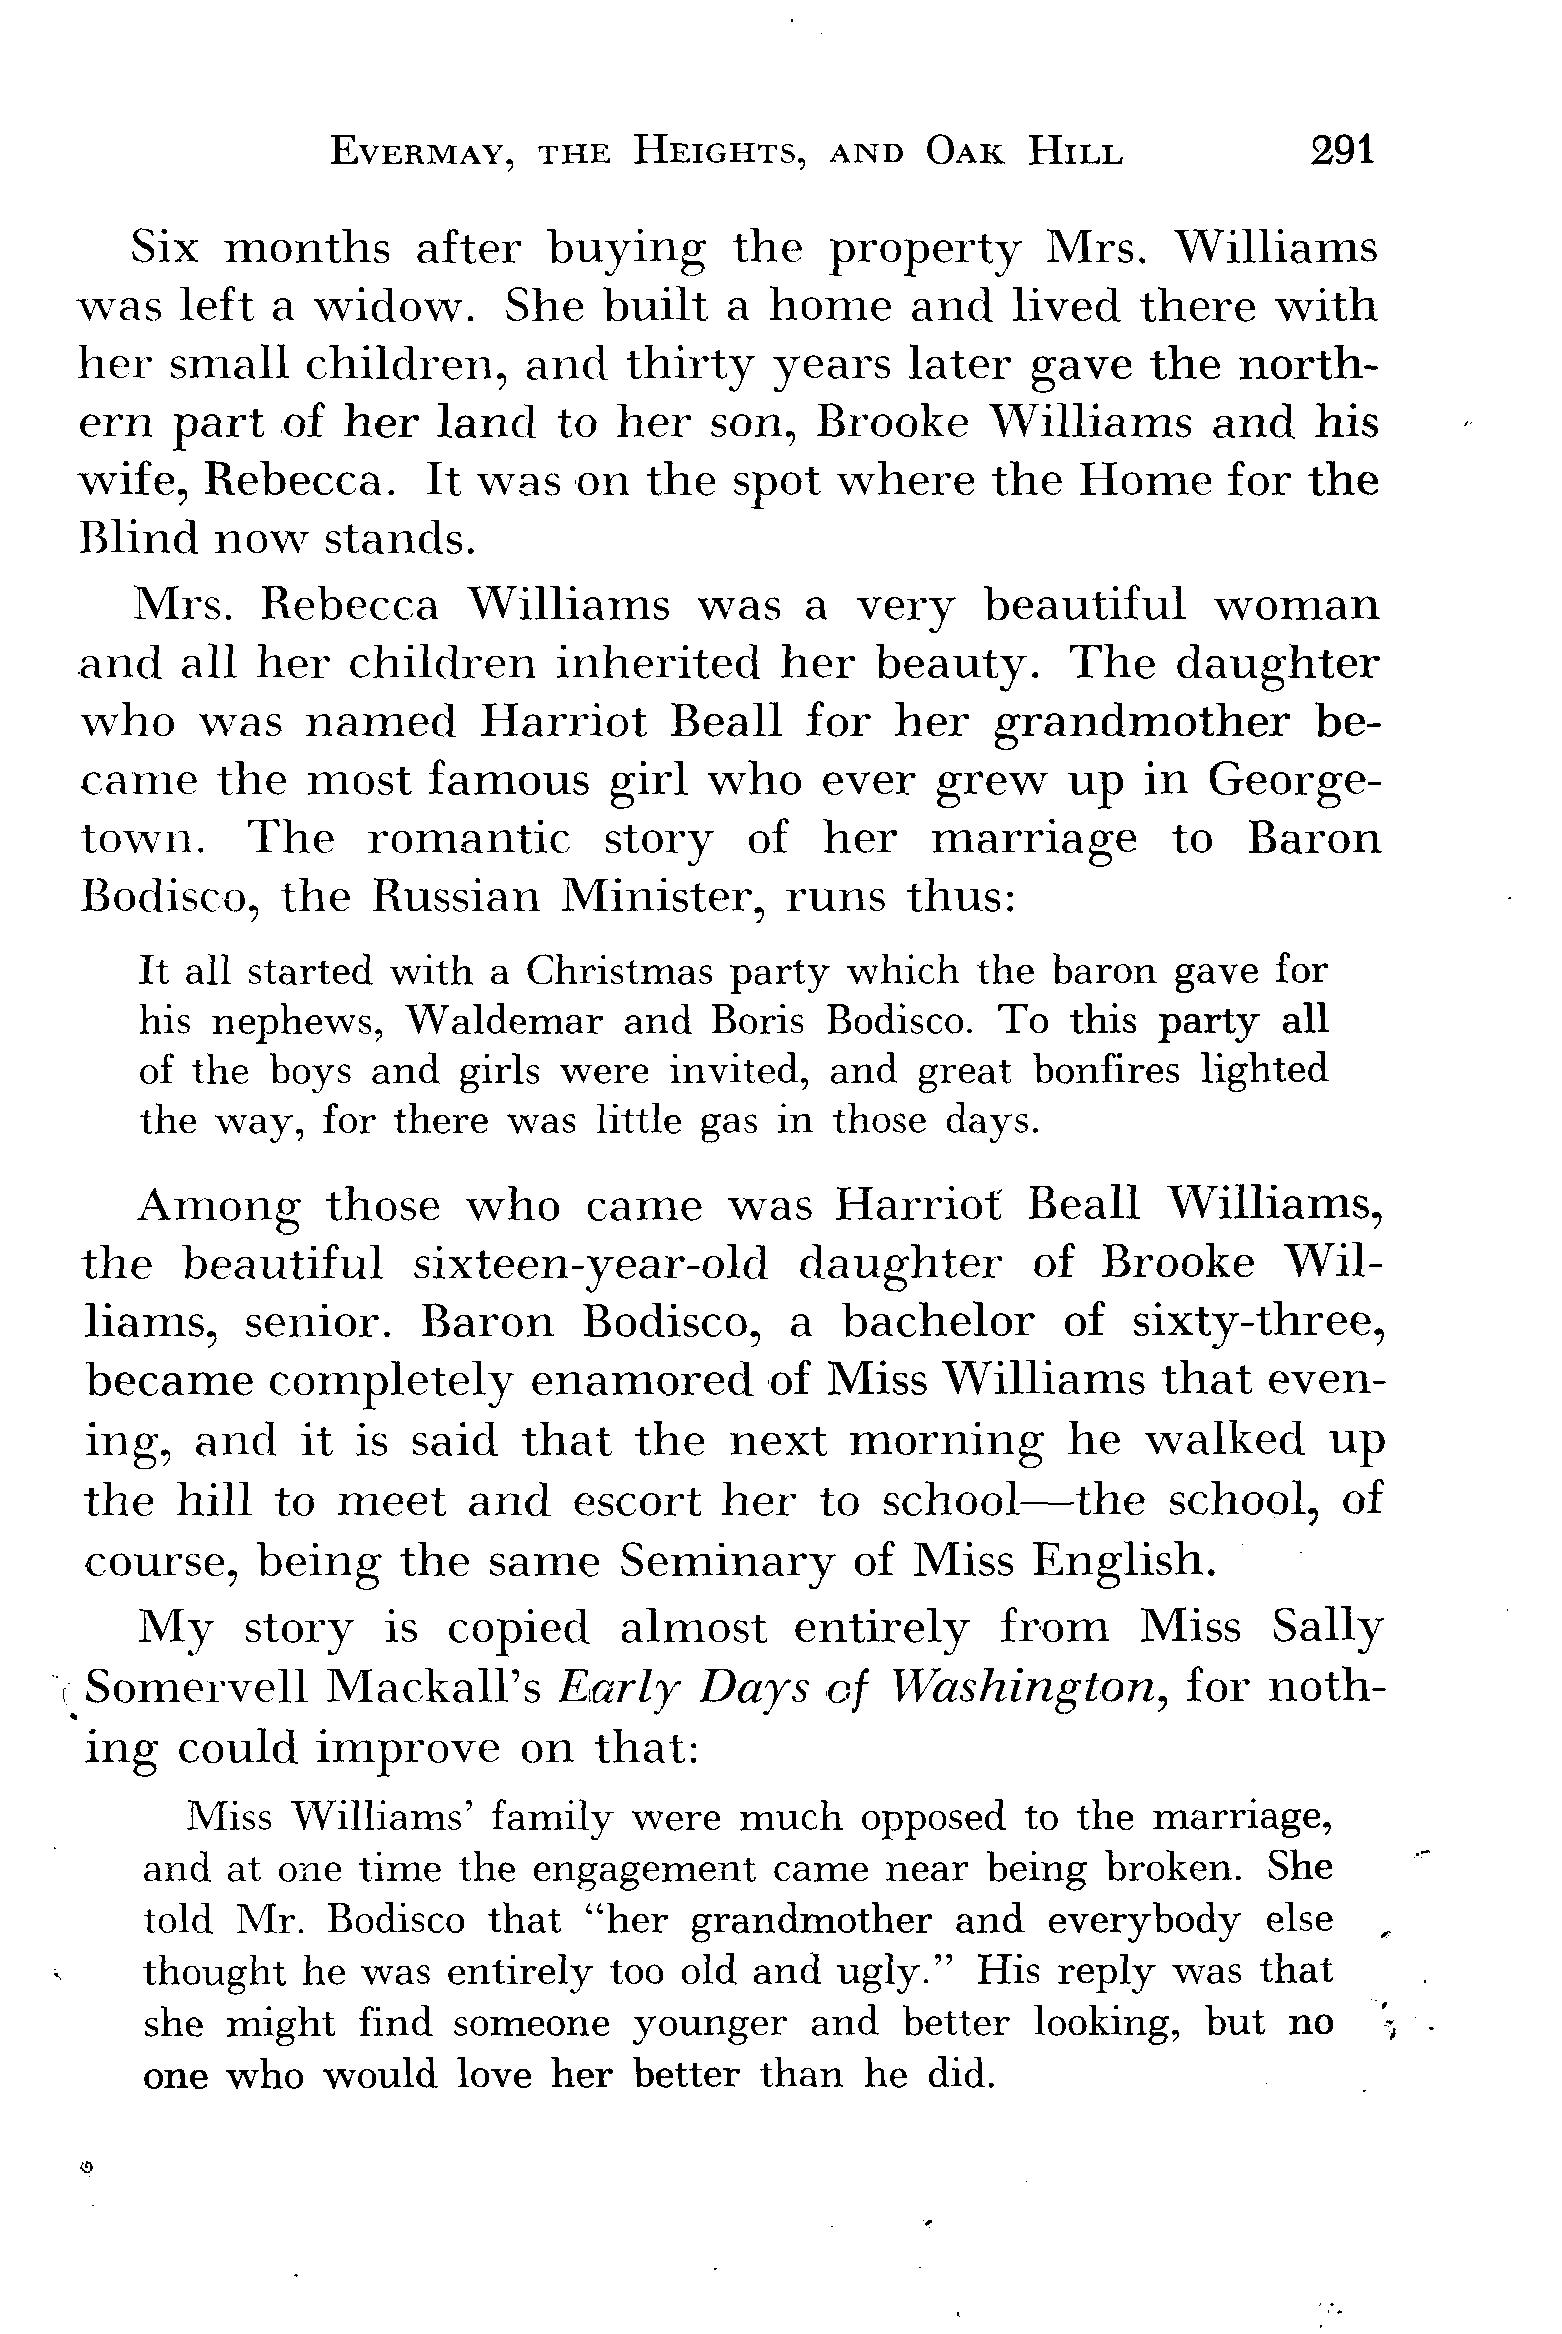 Evermay, the Heights, and Oak Hill 291
Six months after buying the property Mrs. Williams
was left a widow. She built a home and lived there with
her small children, and thirty years later gave the north-
ern part of her land to her son, Brooke Williams and his
wife, Rebecca. It was on the spot where the Home for the
Blind now stands.
Mrs. Rebecca Williams was a very beautiful woman
and all her children inherited her beauty. The daughter
who was named Harriot Beall for her grandmother be-
came the most famous girl who ever grew up in George-
town. The romantic story of her marriage to Baron
Bodisco, the Russian Minister, runs thus:
It all started with a Christmas party which the baron gave for
his nephews, Waldemar and Boris Bodisco. To this party all
of the boys and girls were invited, and great bonfires lighted
the way, for there was little gas in those days.
Among those who came was Harriot Beall Williams,
the beautiful sixteen-year-old daughter of Brooke Wil-
liams, senior. Baron Bodisco, a bachelor of sixty-three,
became completely enamored of Miss Williams that even-
ing, and it is said that the next morning he walked up
the hill to meet and escort her to school—the school, of
course, being the same Seminary of Miss English.
My story is copied almost entirely from Miss Sally
Somervell Mackall's Early Days of Washington, for noth-
ing could improve on that:
Miss Williams' family were much opposed to the marriage,
and at one time the engagement came near being broken. She
told Mr. Bodisco that “her grandmother and everybody else
thought he was entirely too old and ugly.” His reply was that
she might find someone younger and better looking, but no
one who would love her better than he did.